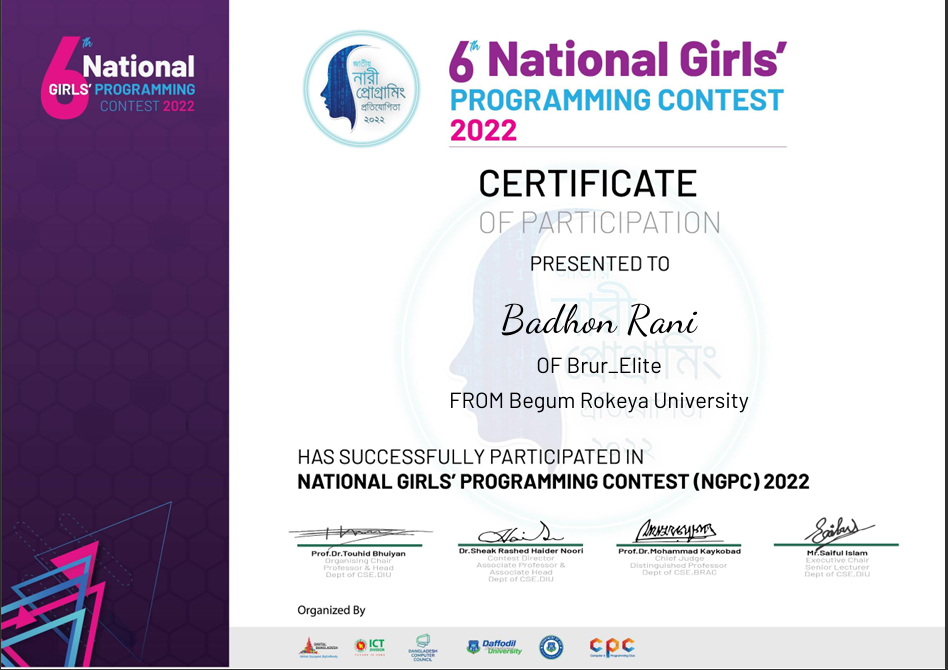 6th
National
GIRLS' PROGRAMMING
CONTEST 2022
জাতীয়
নারী
প্রোগ্রামিং
প্রতিযোগিতা
২০২২
6th National Girls'
PROGRAMMING CONTEST
2022
CERTIFICATE
OF PARTICIPATION
PRESENTED TO
জাতীয়
নারী
প্রোগ্রামিং
প্রতিযোগিতা
২০২২
Badhon Rani
OF Brur_Elite
FROM Begum Rokeya University
HAS SUCCESSFULLY PARTICIPATED IN
NATIONAL GIRLS' PROGRAMMING CONTEST (NGPC) 2022
Prof.Dr.Touhid Bhuiyan
Organising Chair
Professor & Head
Dept of CSE,DIU
Dr.Sheak Rashed Haider Noori
Contest Director
Associate Professor &
Associate Head
Dept of CSE,DIU
Prof.Dr.Mohammad Kaykobad
Chief Judge
Distinguished Professor
Dept of CSE,BRAC
Mr.Saiful Islam
Executive Chair
Senior Lecturer
Dept of CSE,DIU
Organized By
DIGITAL
BANGLADESH
ICT
DIVISION
BANGLADESH
COMPUTER
COUNCIL
Daffodil
University
cpc
Computer & Programming Club